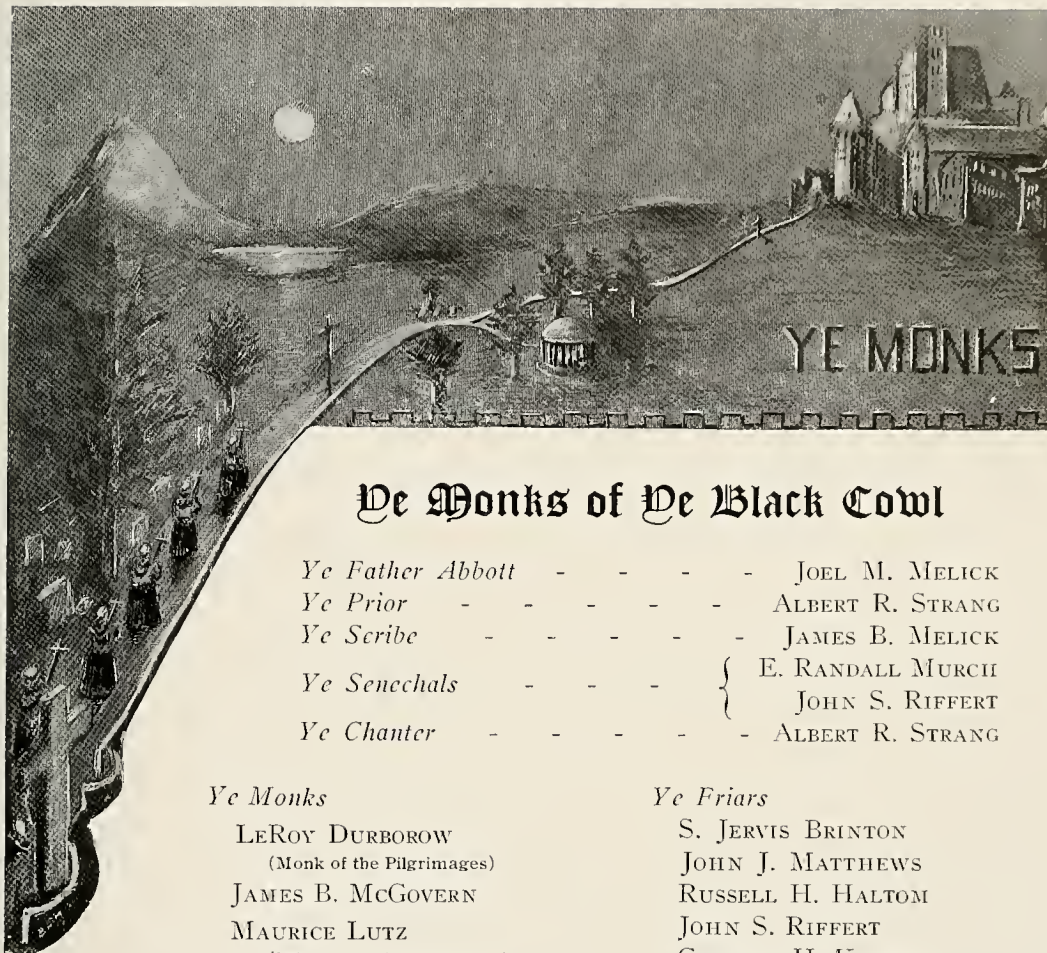 YE MONKS
Ye Monks of Ye Black Cowl
Ye Father Abbott - - - - JOEL M. MELICK
Ye Prior - - - - - ALBERT R. STRANG
Ye Scribe - - - - - JAMES B. MELICK
Ye Senechals - - - { E. RANDALL MURCH
JOHN S. RIFFERT
Ye Chanter - - - - - ALBERT R. STRANG
Ye Monks
LEROY DURBOROW
(Monk of the Pilgrimages)
JAMES B. MCGOVERN
MAURICE LUTZ
Ye Friars
S. JERVIS BRINTON
JOHN J. MATTHEWS
RUSSELL H. HALTOM
JOHN S. RIFFERT